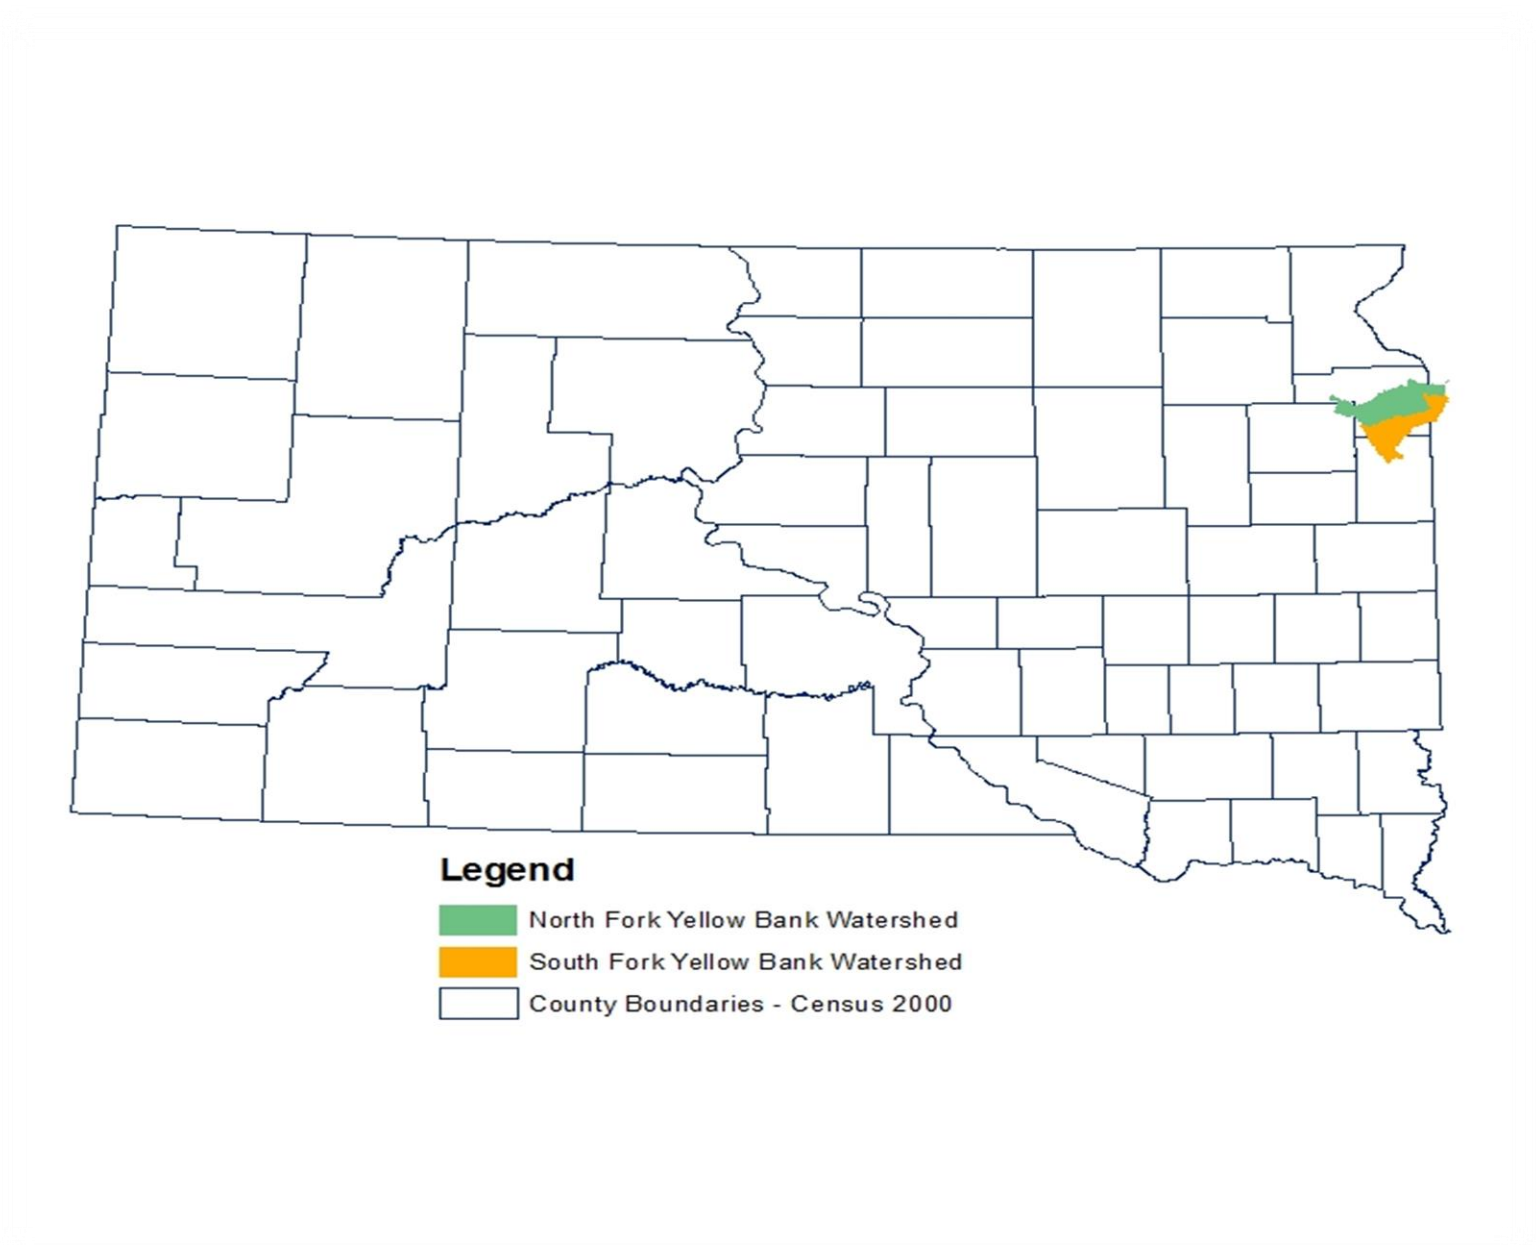 Legend
North Fork Yellow Bank Watershed
South Fork Yellow Bank Watershed
County Boundaries - Census 2000